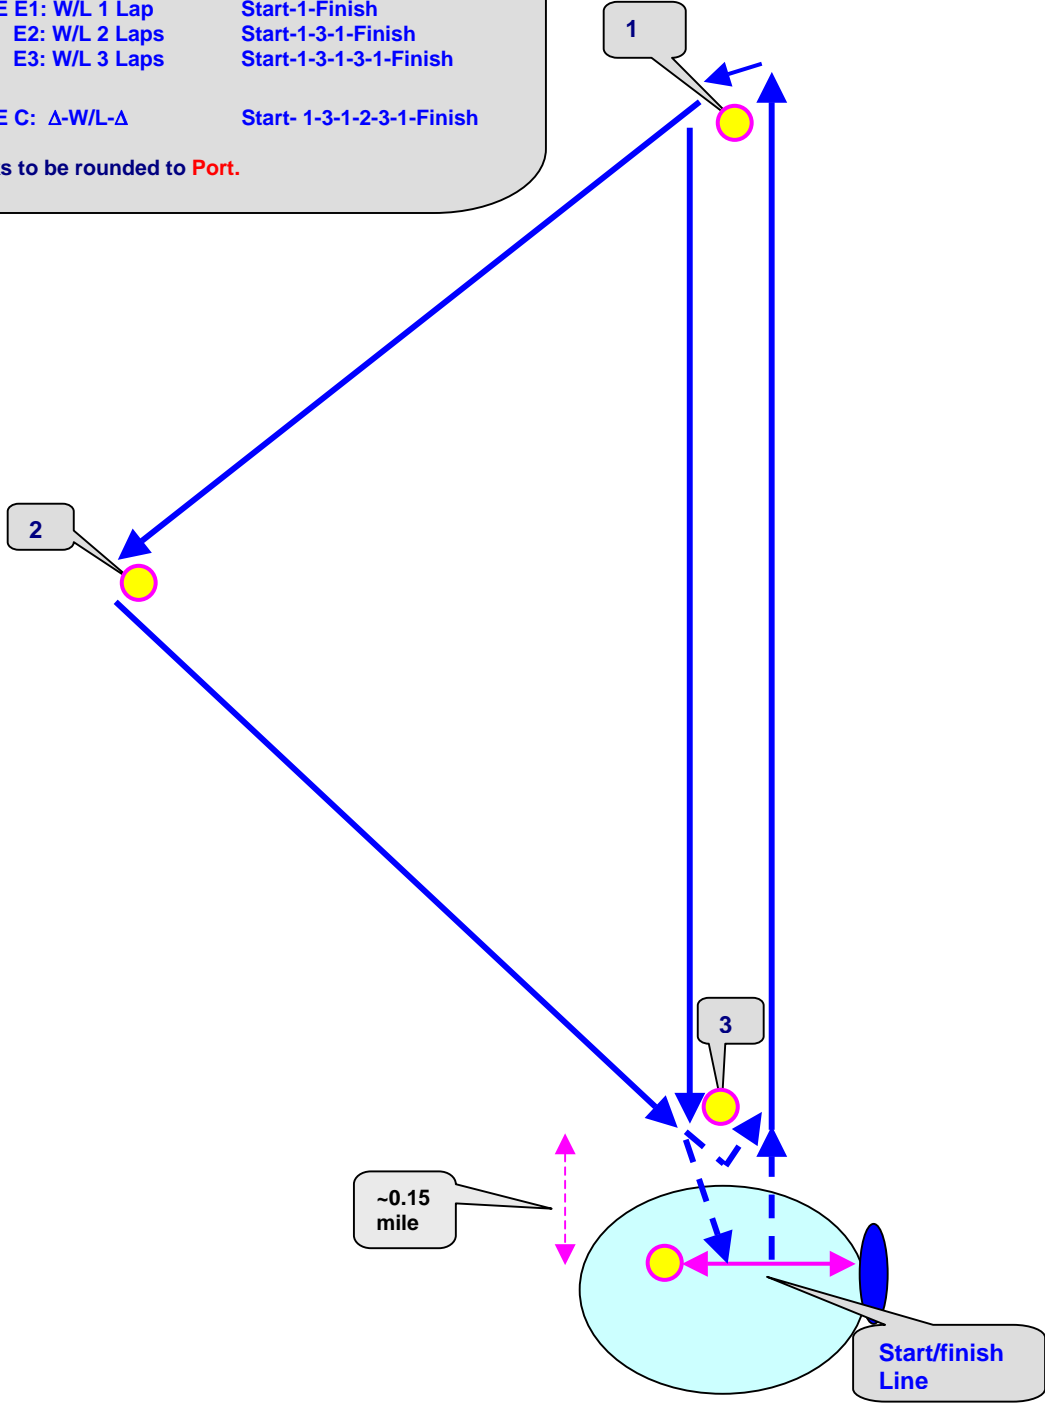 E E1: W/L 1 Lap Start-1-Finish
E2: W/L 2 Laps Start-1-3-1-Finish
E3: W/L 3 Laps Start-1-3-1-3-1-Finish
E C: Δ-W/L-Δ Start- 1-3-1-2-3-1-Finish
s to be rounded to Port.
1
2
3
~0.15
mile
Start/finish
Line